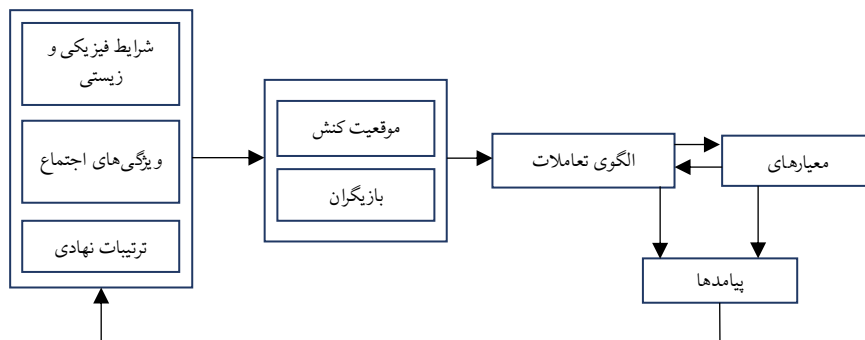 شرایط فیزیکی و
زیستی
ویژگی‌های اجتماع
ترتیبات نهادی
موقعیت کنش
بازیگران
الگوی تعاملات
معیارهای
پیامدها